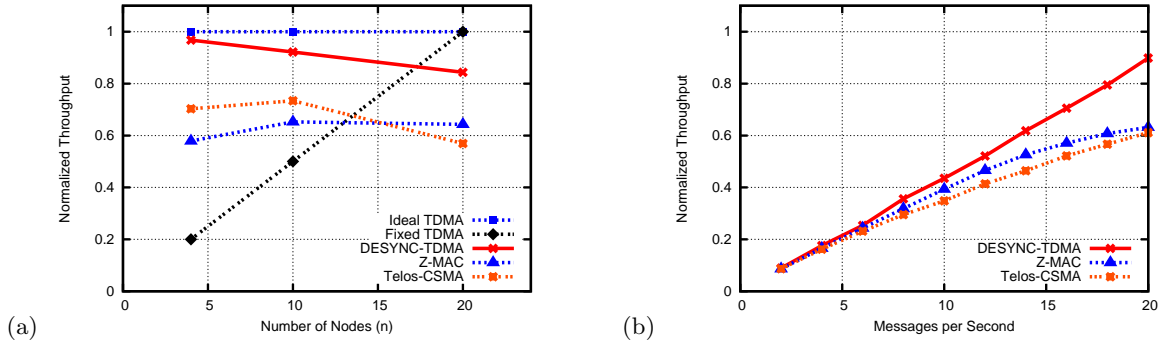 Normalized Throughput
1
0.8
0.6
0.4
0.2
0
Ideal TDMA
Fixed TDMA
DESYNC-TDMA
Z-MAC
Telos-CSMA
0 5 10 15 20
Number of Nodes (n)
(a)
Normalized Throughput
1
0.8
0.6
0.4
0.2
0
DESYNC-TDMA
Z-MAC
Telos-CSMA
0 5 10 15 20
Messages per Second
(b)